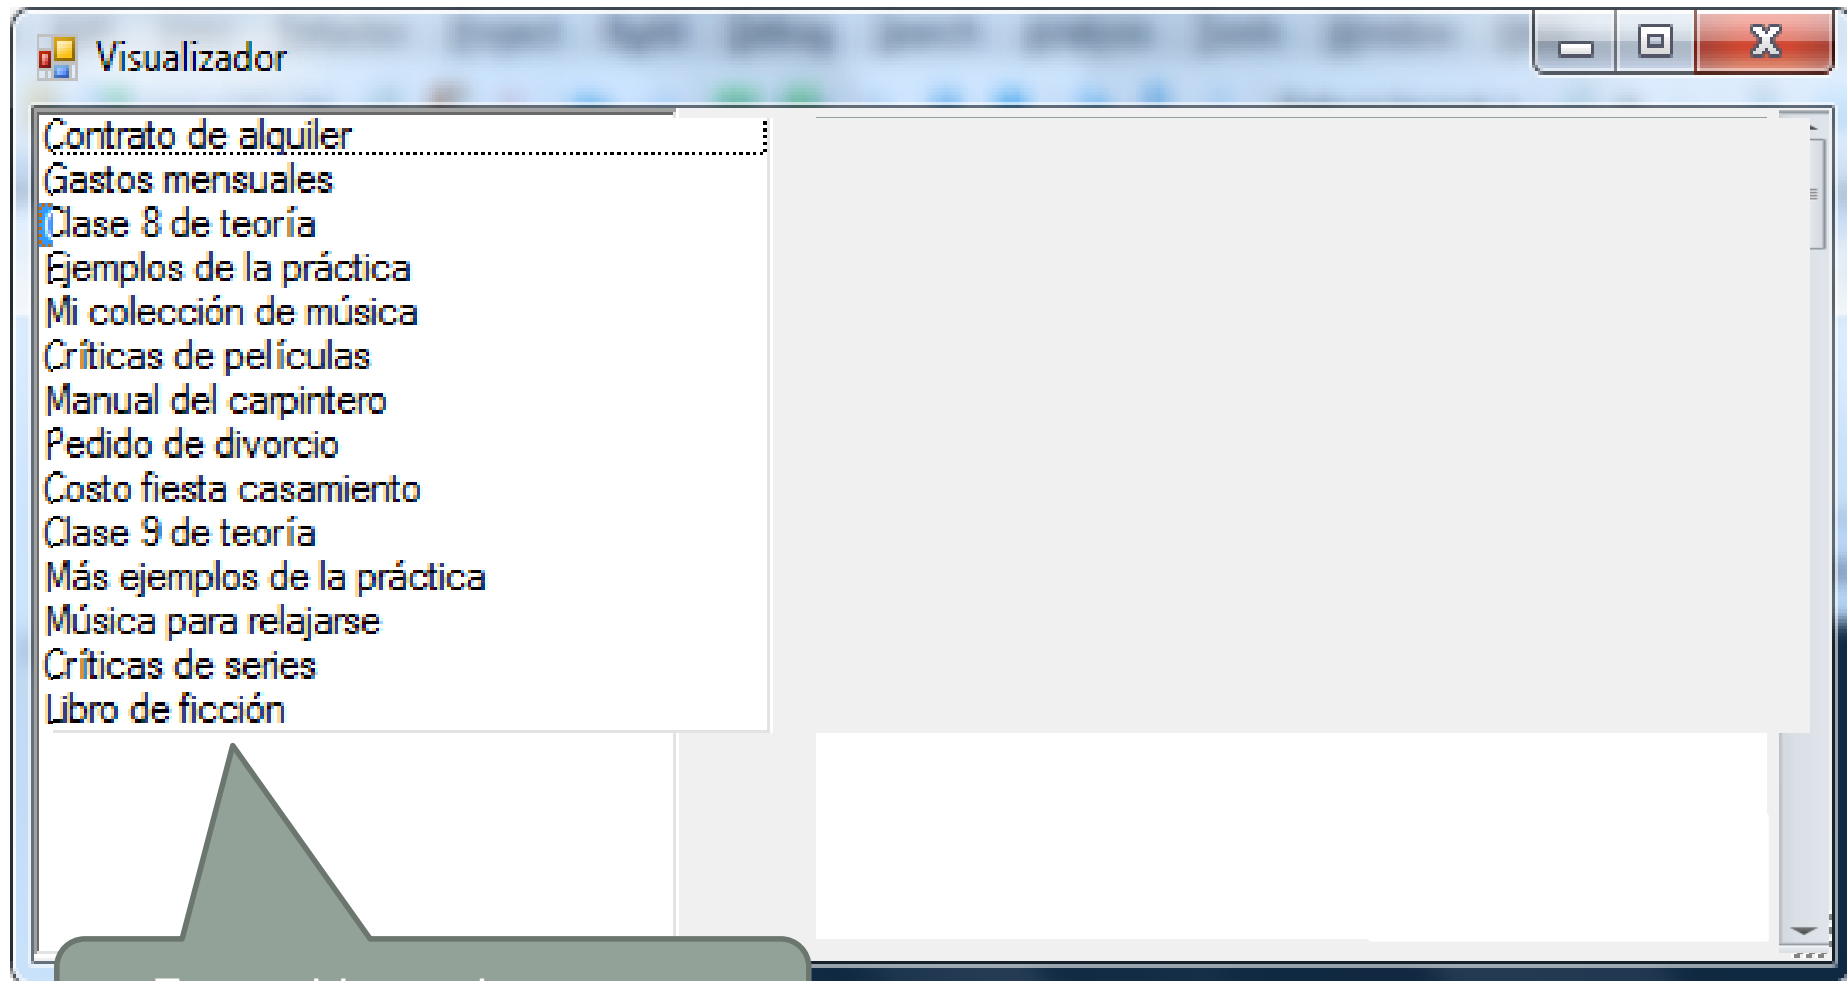 Visualizador
Contrato de alquiler
Gastos mensuales
Clase 8 de teoría
Ejemplos de la práctica
Mi colección de música
Críticas de películas
Manual del carpintero
Pedido de divorcio
Costo fiesta casamiento
Clase 9 de teoría
Más ejemplos de la práctica
Música para relajarse
Críticas de series
Libro de ficción